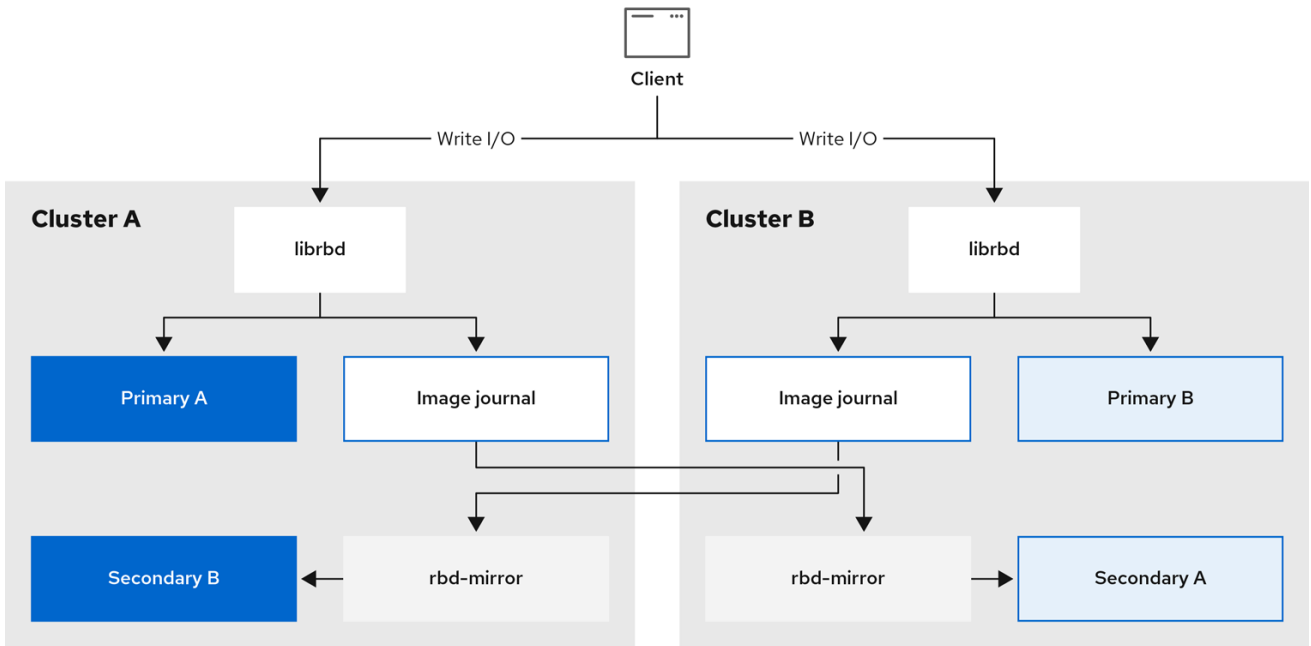 Client
Write I/O
Write I/O
Cluster A
librbd
Cluster B
librbd
Primary A
Image journal
Image journal
Primary B
Secondary B
rbd-mirror
rbd-mirror
Secondary A